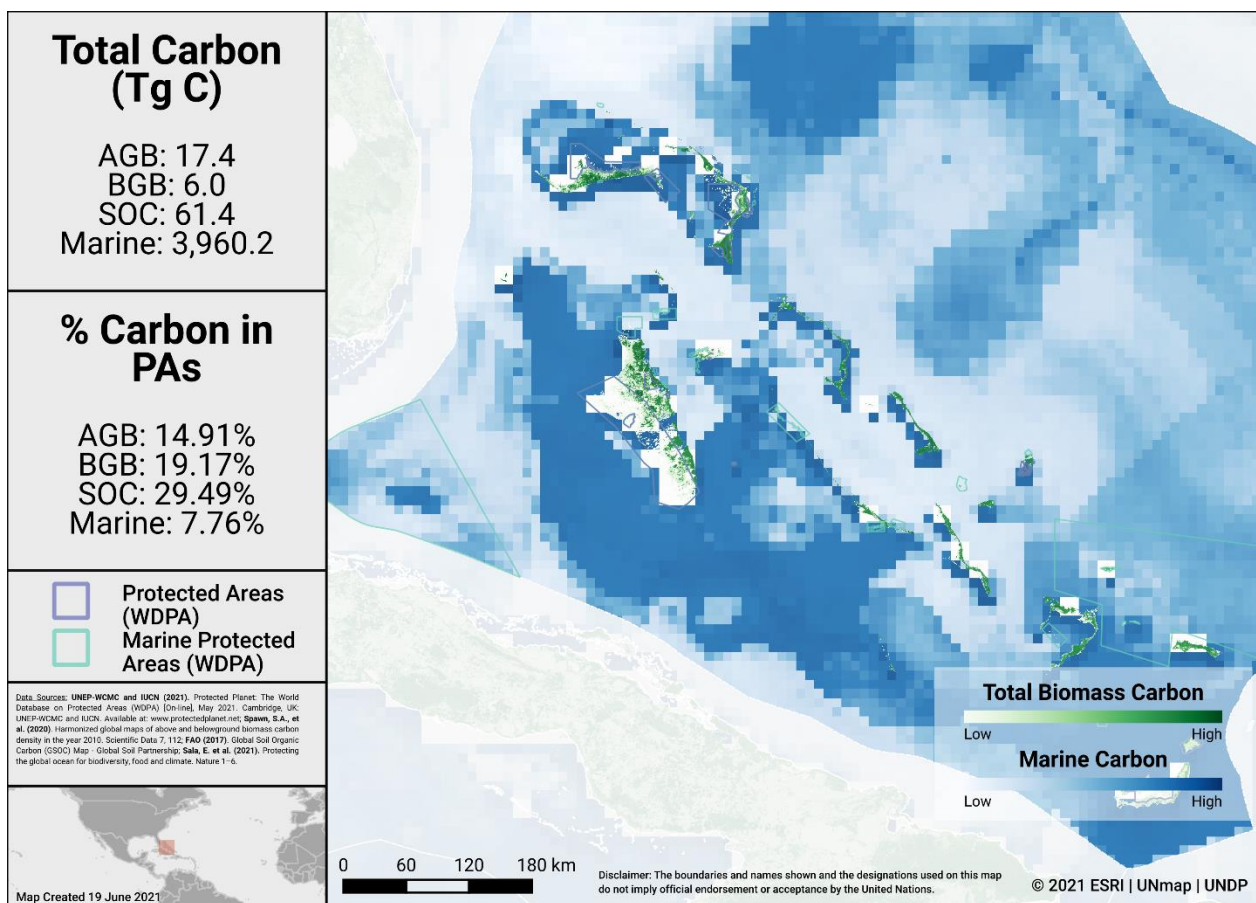 Total Carbon
(Tg C)
AGB: 17.4
BGB: 6.0
SOC: 61.4
Marine: 3,960.2
% Carbon in
PAs
AGB: 14.91%
BGB: 19.17%
SOC: 29.49%
Marine: 7.76%
Protected Areas
(WDPA)
Marine Protected
Areas (WDPA)
Data Sources: UNEP-WCMC and IUCN (2021). Protected Planet: The World
Database on Protected Areas (WDPA) [On-line], May 2021. Cambridge, UK:
UNEP-WCMC and IUCN. Available at: www.protectedplanet.net; Spawn, S.A., et
al. (2020). Harmonized global maps of above and belowground biomass carbon
density in the year 2010. Scientific Data 7, 112; FAO (2017). Global Soil Organic
Carbon (GSOC) Map - Global Soil Partnership; Sala, E. et al. (2021). Protecting
the global ocean for biodiversity, food and climate. Nature 1–6.
Map Created 19 June 2021
Total Biomass Carbon
Low High
Marine Carbon
Low High
0 60 120 180 km
Disclaimer: The boundaries and names shown and the designations used on this map
do not imply official endorsement or acceptance by the United Nations.
© 2021 ESRI | UNmap | UNDP